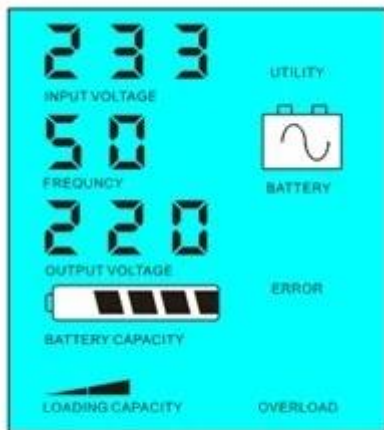 233
UTILITY
INPUT VOLTAGE
50
FREQUNCY
BATTERY
220
OUTPUT VOLTAGE
ERROR
BATTERY CAPACITY
LOADING CAPACITY
OVERLOAD